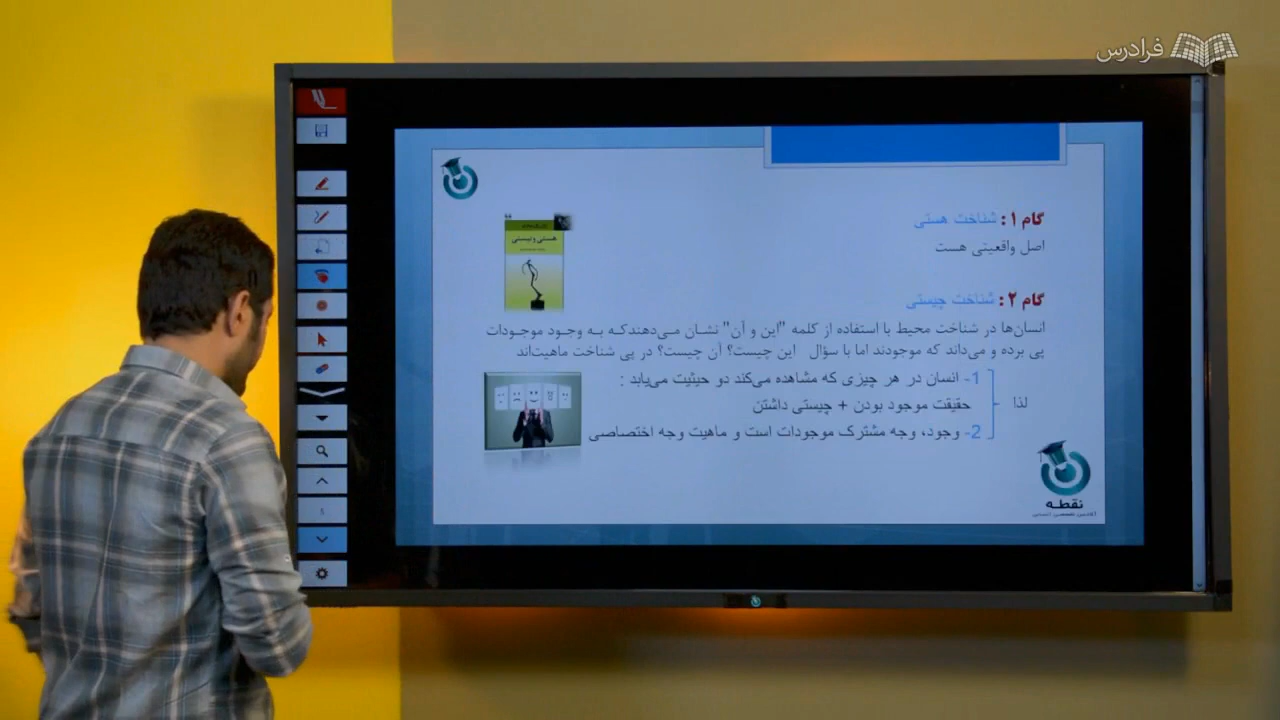 فرادرس
گام ۱: شناخت هستی
اصل واقعیتی هست
هستی و نیستی
گام ۲: شناخت چیستی
انسان‌ها در شناخت محیط با استفاده از کلمه "این و آن" نشان می‌دهندکه به وجود موجودات
پی برده و می‌داند که موجودند اما با سؤال این چیست؟ آن چیست؟ در پی شناخت ماهیت‌اند
لذا
1- انسان در هر چیزی که مشاهده می‌کند دو حیثیت می‌یابد :
حقیقت موجود بودن + چیستی داشتن
2- وجود، وجه مشترک موجودات است و ماهیت وجه اختصاصی
نقطه